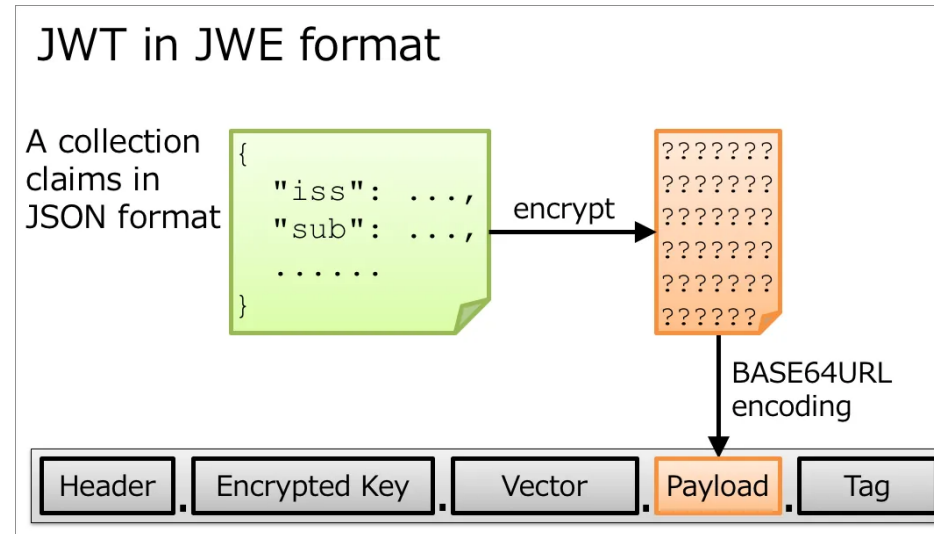 JWT in JWE format
A collection
claims in
JSON format
{
"iss": ...,
"sub": ...,
......
}
encrypt
???????
???????
???????
???????
???????
??????
BASE64URL
encoding
Header . Encrypted Key . Vector . Payload . Tag